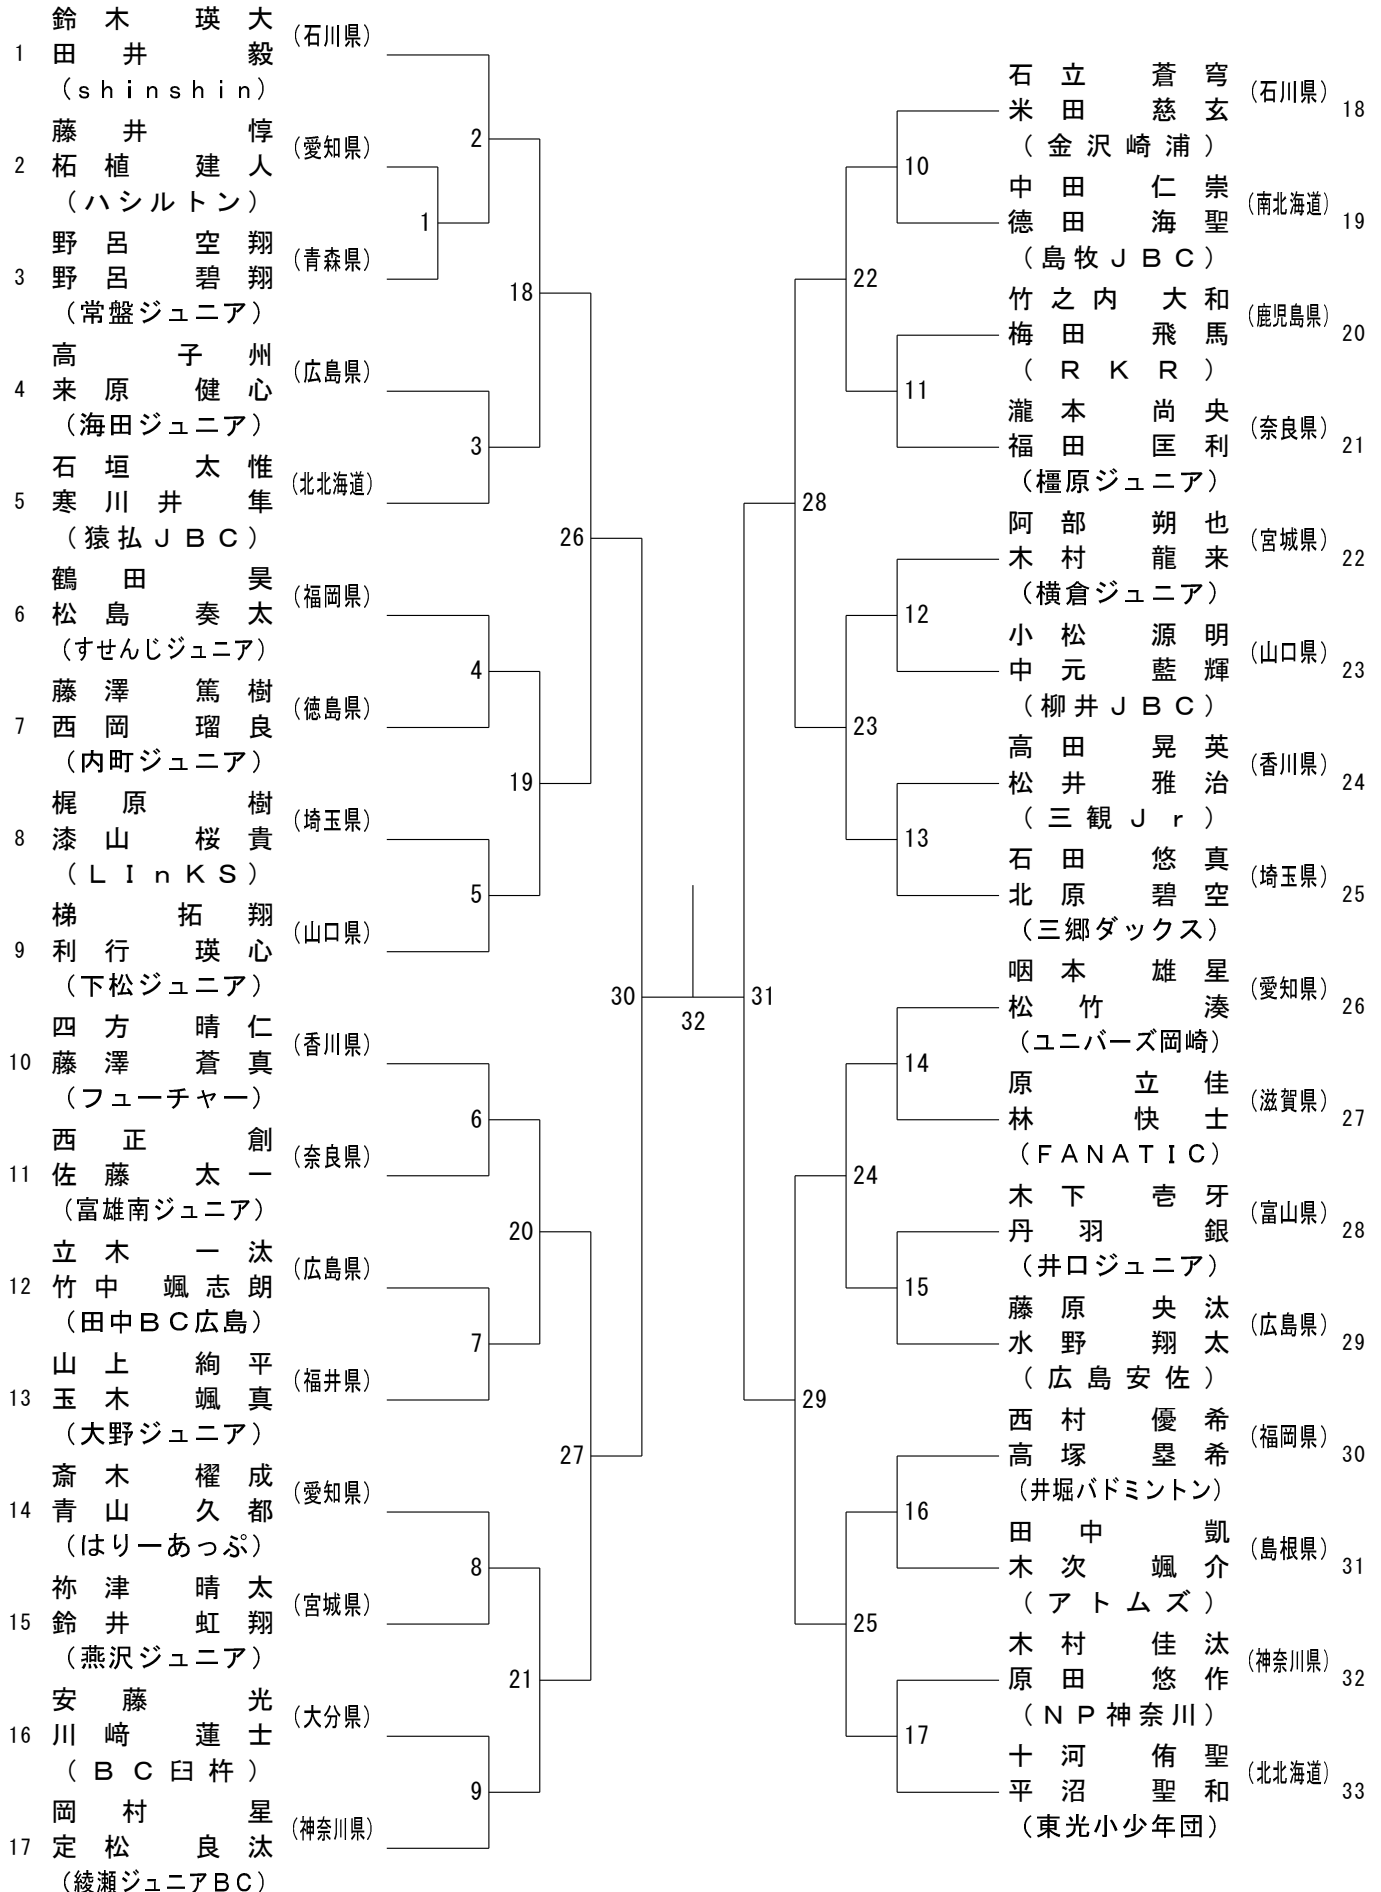 鈴木 瑛大 (石川県)
1 田井 毅
(shinshin)
藤井 惇 (愛知県)
2 柘植 建人
(ハシルトン)
野呂 空翔 (青森県)
3 野呂 碧翔
(常盤ジュニア)
高 子州 (広島県)
4 来原 健心
(海田ジュニア)
石垣 太惟 (北北海道)
5 寒川井 隼
(猿払JBC)
鶴田 昊 (福岡県)
6 松島 奏太
(すせんじジュニア)
藤澤 篤樹 (徳島県)
7 西岡 瑠良
(内町ジュニア)
梶原 樹 (埼玉県)
8 漆山 桜貴
(LInKS)
梯 拓翔 (山口県)
9 利行 瑛心
(下松ジュニア)
四方 晴仁 (香川県)
10 藤澤 蒼真
(フューチャー)
西正 創 (奈良県)
11 佐藤 太一
(富雄南ジュニア)
立木 一汰 (広島県)
12 竹中 颯志朗
(田中BC広島)
山上 絢平 (福井県)
13 玉木 颯真
(大野ジュニア)
斎木 櫂成 (愛知県)
14 青山 久都
(はりーあっぷ)
祢津 晴太 (宮城県)
15 鈴井 虹翔
(燕沢ジュニア)
安藤 光 (大分県)
16 川﨑 蓮士
(BC臼杵)
岡村 星 (神奈川県)
17 定松 良汰
(綾瀬ジュニアBC)
1
2
3
4
5
6
7
8
9
18
19
20
21
26
27
30
32
31
28
29
22
23
24
25
10
11
12
13
14
15
16
17
石立 蒼穹 (石川県)
米田 慈玄 18
(金沢崎浦)
中田 仁崇 (南北海道)
德田 海聖 19
(島牧JBC)
竹之内 大和 (鹿児島県)
梅田 飛馬 20
(RKR)
瀧本 尚央 (奈良県)
福田 匡利 21
(橿原ジュニア)
阿部 朔也 (宮城県)
木村 龍来 22
(横倉ジュニア)
小松 源明 (山口県)
中元 藍輝 23
(柳井JBC)
高田 晃英 (香川県)
松井 雅治 24
(三観Jr)
石田 悠真 (埼玉県)
北原 碧空 25
(三郷ダックス)
咽本 雄星 (愛知県)
松竹 湊 26
(ユニバーズ岡崎)
原 立佳 (滋賀県)
林 快士 27
(FANATIC)
木下 壱牙 (富山県)
丹羽 銀 28
(井口ジュニア)
藤原 央汰 (広島県)
水野 翔太 29
(広島安佐)
西村 優希 (福岡県)
高塚 塁希 30
(井堀バドミントン)
田中 凱 (島根県)
木次 颯介 31
(アトムズ)
木村 佳汰 (神奈川県)
原田 悠作 32
(NP神奈川)
十河 侑聖 (北北海道)
平沼 聖和 33
(東光小少年団)